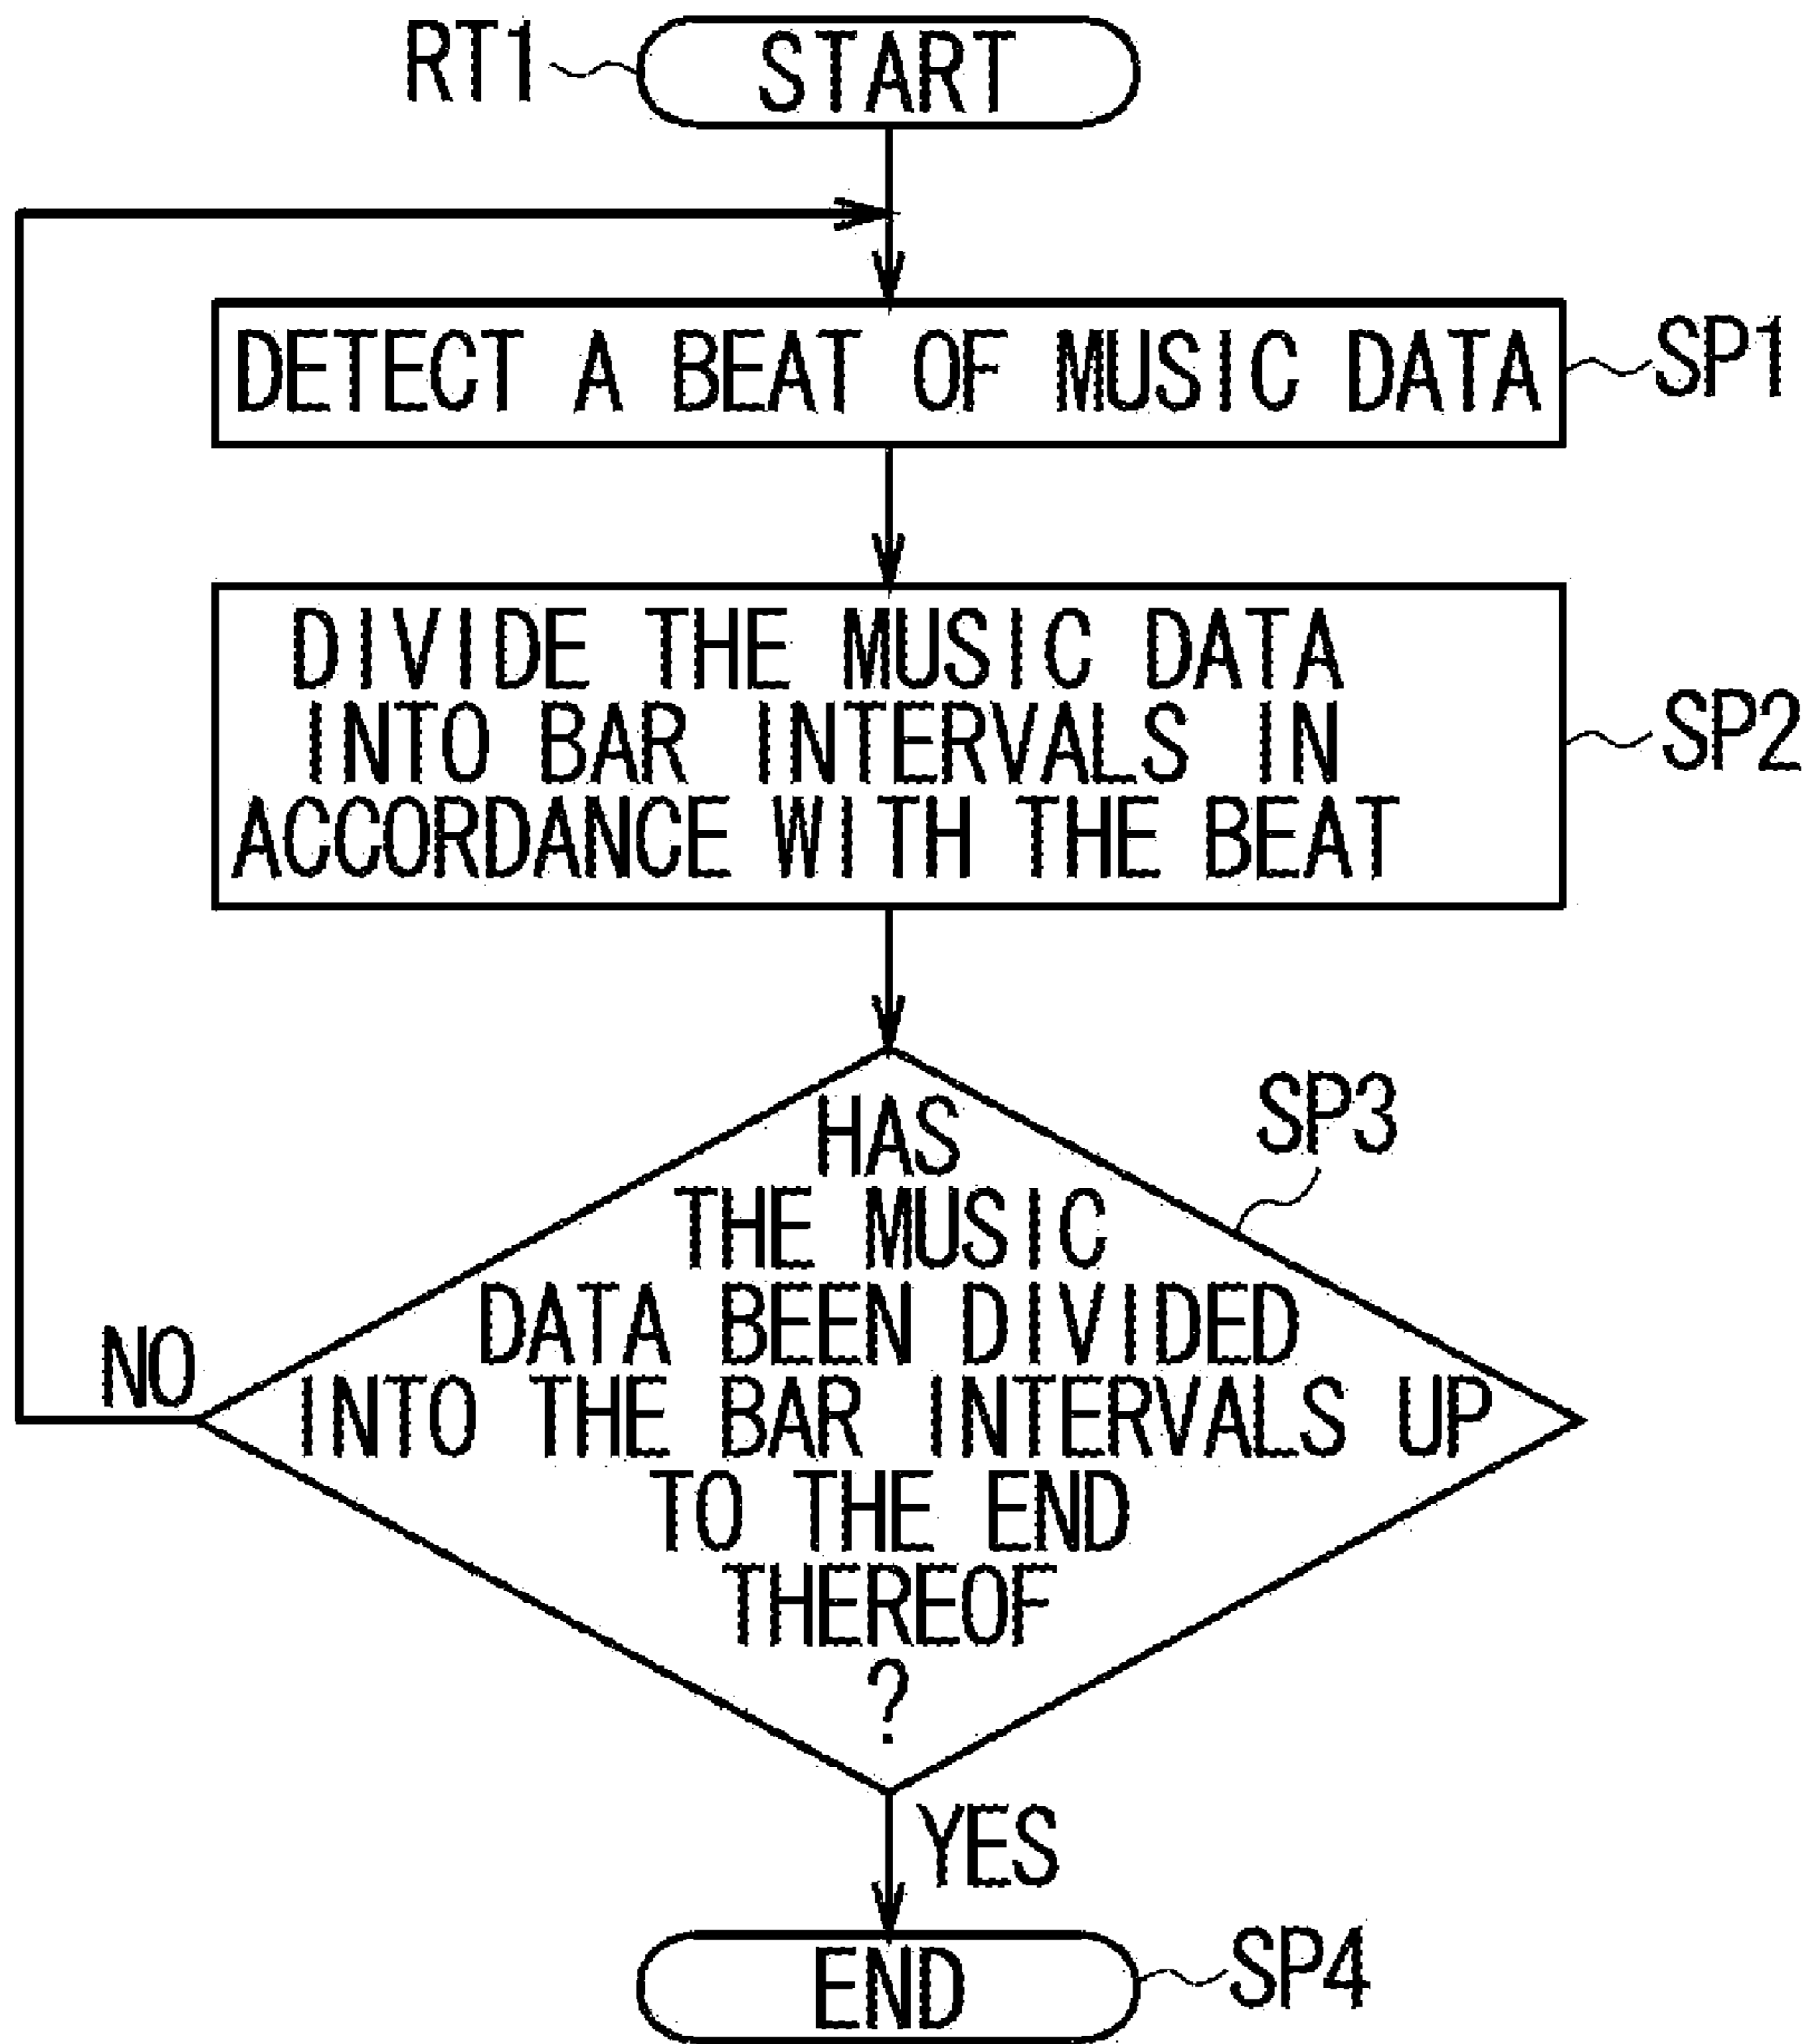 RT1
START
DETECT A BEAT OF MUSIC DATA
SP1
DIVIDE THE MUSIC DATA
INTO BAR INTERVALS IN
ACCORDANCE WITH THE BEAT
SP2
HAS
THE MUSIC
DATA BEEN DIVIDED
INTO THE BAR INTERVALS UP
TO THE END
THEREOF
?
SP3
NO
YES
END
SP4